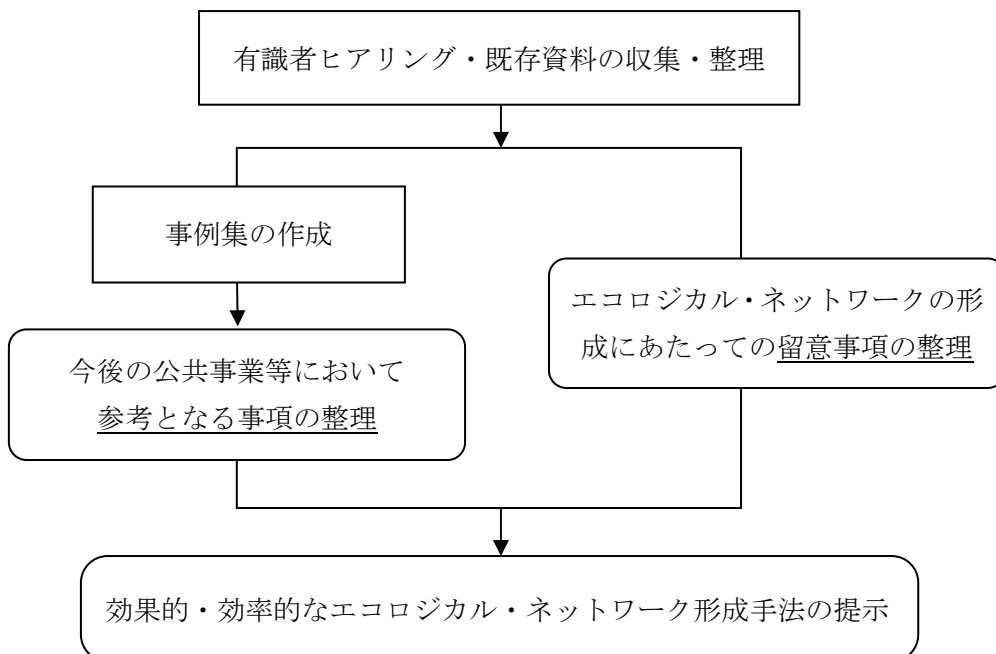 有識者ヒアリング・既存資料の収集・整理
事例集の作成
今後の公共事業等において
参考となる事項の整理
エコロジカル・ネットワークの形
成にあたっての留意事項の整理
効果的・効率的なエコロジカル・ネットワーク形成手法の提示